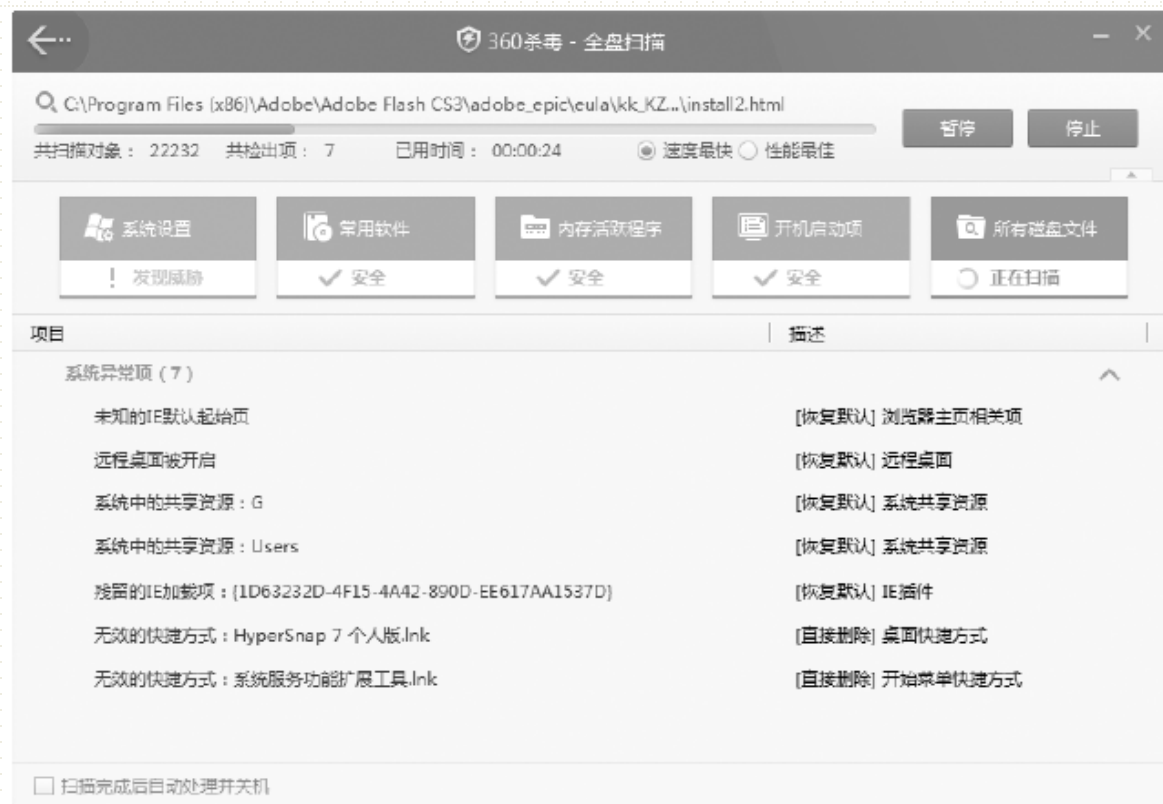 360杀毒 - 全盘扫描
C:\Program Files (x86)\Adobe\Adobe Flash CS3\adobe_epic\eula\kk_KZ...\install2.html
暂停 停止
共扫描对象： 22232 共检出项： 7 已用时间： 00:00:24 速度最快 性能最佳
系统设置 常用软件 内存活跃程序 开机启动项 所有磁盘文件
发现威胁 安全 安全 安全 正在扫描
项目 描述
系统异常项 ( 7 )
未知的IE默认起始页 [恢复默认] 浏览器主页相关项
远程桌面被开启 [恢复默认] 远程桌面
系统中的共享资源：G [恢复默认] 系统共享资源
系统中的共享资源：Users [恢复默认] 系统共享资源
残留的IE加载项：{1D63232D-4F15-4A42-890D-EE617AA1537D} [恢复默认] IE插件
无效的快捷方式：HyperSnap 7 个人版.lnk [直接删除] 桌面快捷方式
无效的快捷方式：系统服务功能扩展工具.lnk [直接删除] 开始菜单快捷方式
扫描完成后自动处理并关机